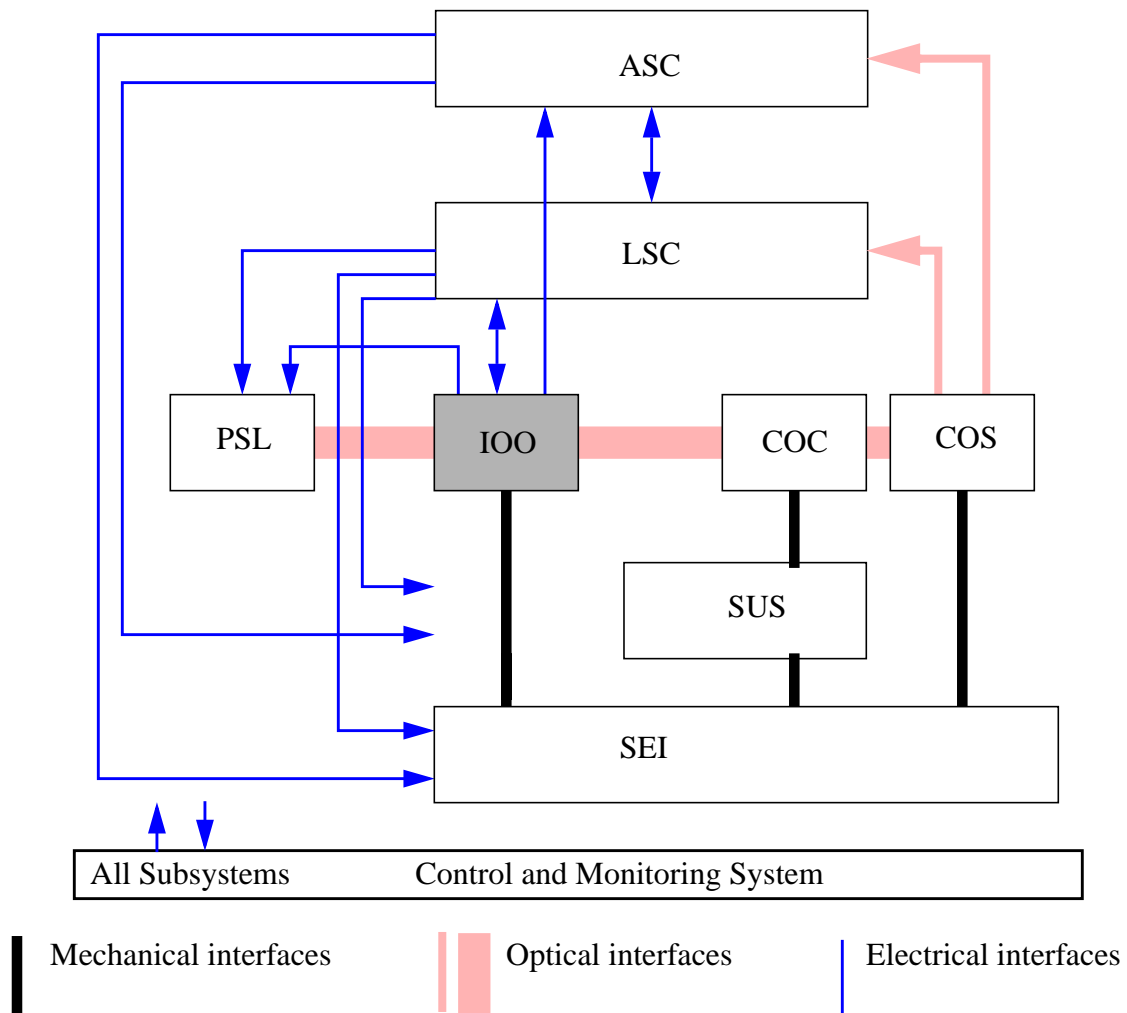 ASC
LSC
PSL
IOO
COC
COS
SUS
SEI
All Subsystems Control and Monitoring System
Mechanical interfaces Optical interfaces Electrical interfaces